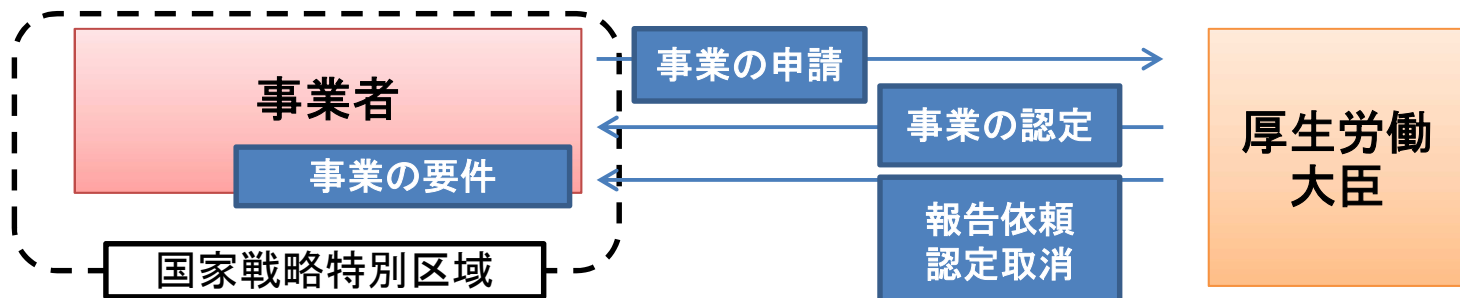 事業者
事業の要件
国家戦略特別区域
事業の申請
事業の認定
報告依頼
認定取消
厚生労働
大臣